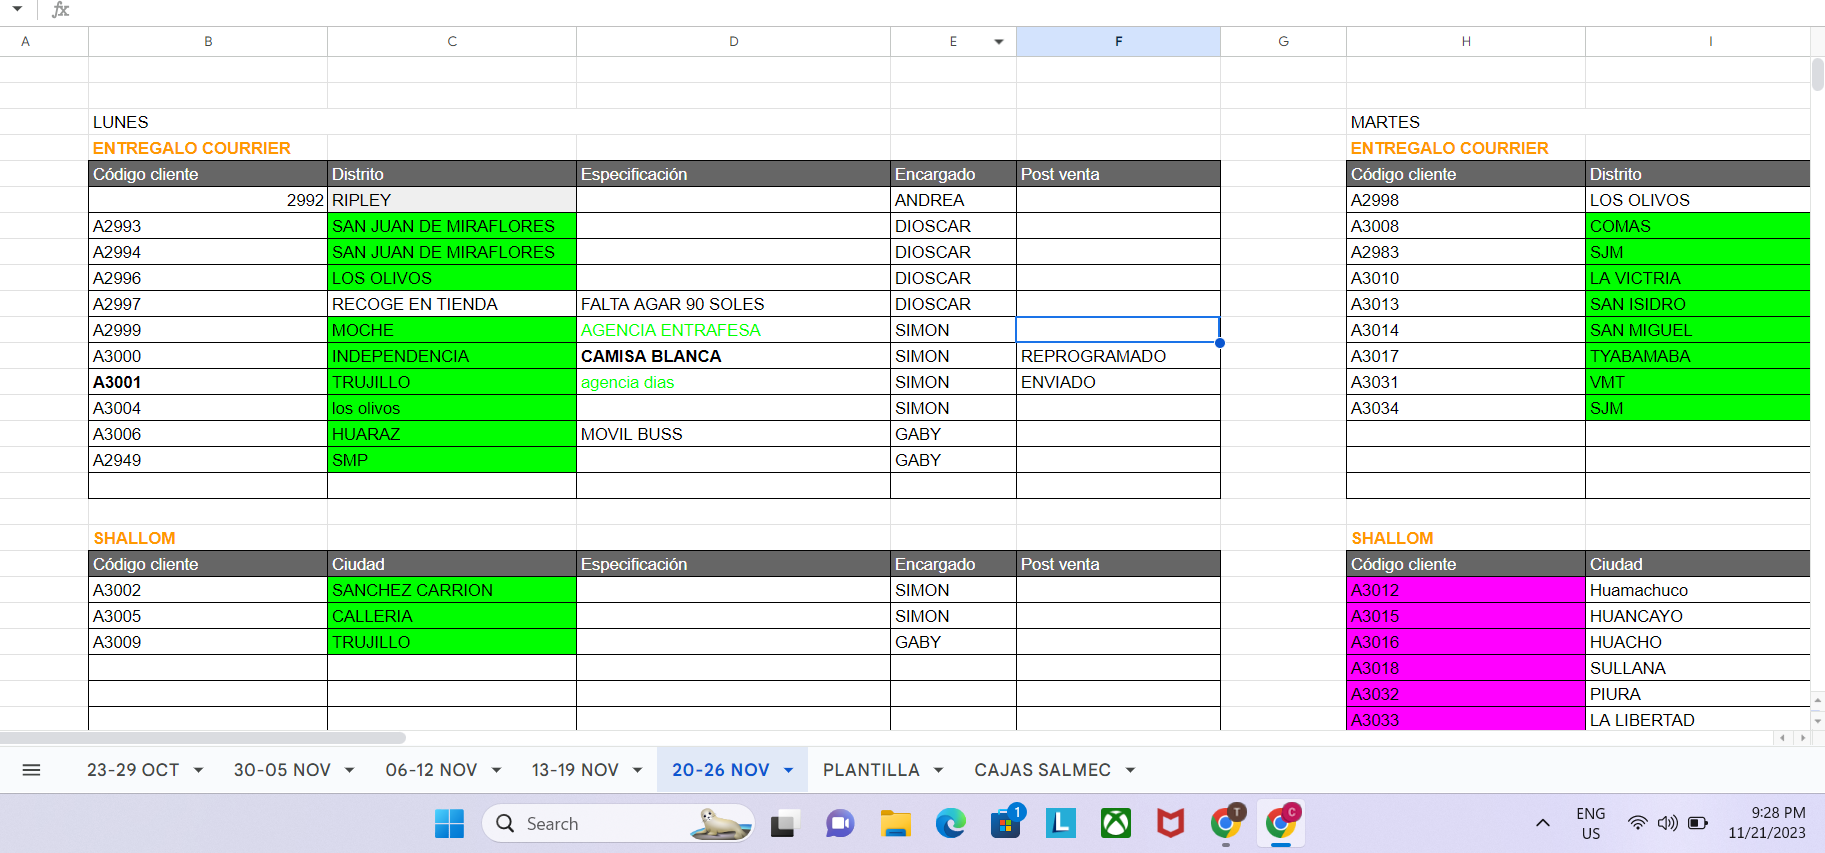 fx
A B C D E F G H I
LUNES MARTES
ENTREGALO COURRIER ENTREGALO COURRIER
Código cliente Distrito Especificación Encargado Post venta Código cliente Distrito
2992 RIPLEY ANDREA A2998 LOS OLIVOS
A2993 SAN JUAN DE MIRAFLORES DIOSCAR A3008 COMAS
A2994 SAN JUAN DE MIRAFLORES DIOSCAR A2983 SJM
A2996 LOS OLIVOS DIOSCAR A3010 LA VICTRIA
A2997 RECOGE EN TIENDA FALTA AGAR 90 SOLES DIOSCAR A3013 SAN ISIDRO
A2999 MOCHE AGENCIA ENTRAFESA SIMON A3014 SAN MIGUEL
A3000 INDEPENDENCIA CAMISA BLANCA SIMON REPROGRAMADO A3017 TYABAMABA
A3001 TRUJILLO agencia dias SIMON ENVIADO A3031 VMT
A3004 los olivos SIMON A3034 SJM
A3006 HUARAZ MOVIL BUSS GABY
A2949 SMP GABY
SHALLOM SHALLOM
Código cliente Ciudad Especificación Encargado Post venta Código cliente Ciudad
A3002 SANCHEZ CARRION SIMON A3012 Huamachuco
A3005 CALLERIA SIMON A3015 HUANCAYO
A3009 TRUJILLO GABY A3016 HUACHO
A3018 SULLANA
A3032 PIURA
A3033 LA LIBERTAD
23-29 OCT 30-05 NOV 06-12 NOV 13-19 NOV 20-26 NOV PLANTILLA CAJAS SALMEC
Search 1 L T C ENG 9:28 PM
US 11/21/2023